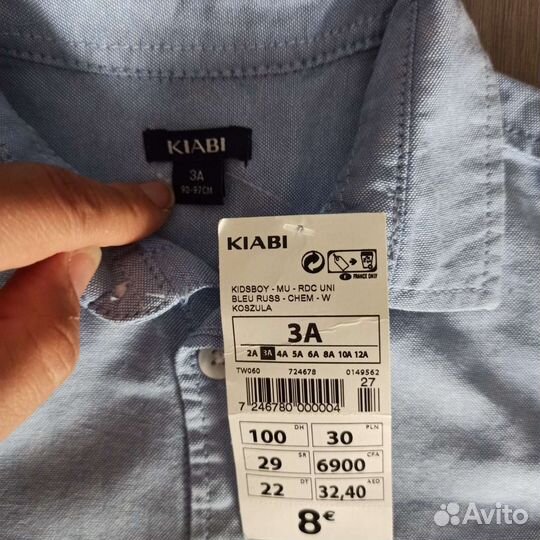 KIABI
3A
90-97CM
KIABI
FRANCE ONLY
KIDSBOY - MU - RDC UNI
BLEU RUSS - CHEM - W
KOSZULA
3A
2A 3A 4A 5A 6A 8A 10A 12A
TW060 724678 0149562
27
7 246780 000004
100 DH 30 PLN
29 SR 6900 CFA
22 DT 32,40 AED
8€
Avito